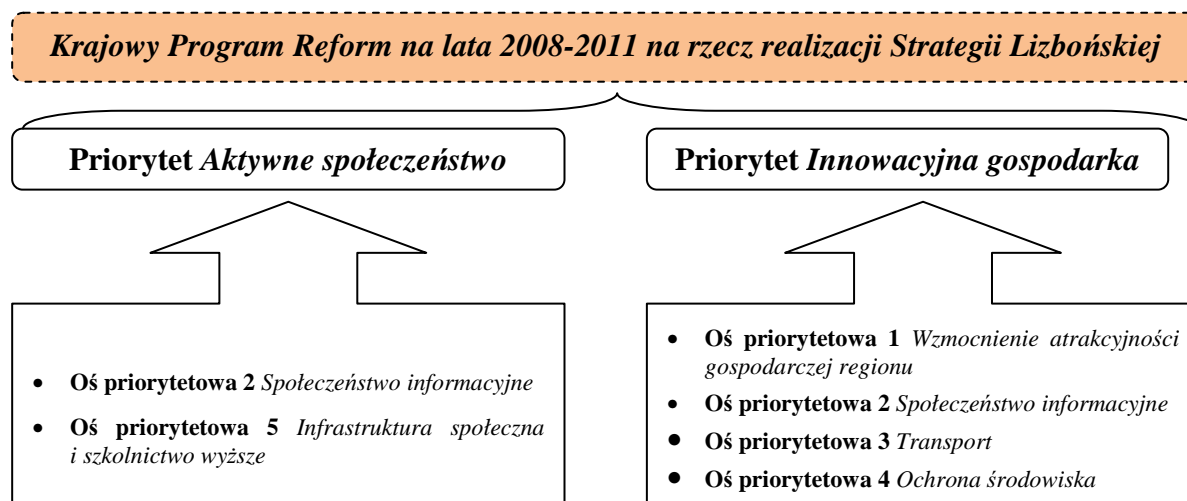 Krajowy Program Reform na lata 2008-2011 na rzecz realizacji Strategii Lizbońskiej
Priorytet Aktywne społeczeństwo
• Oś priorytetowa 2 Społeczeństwo informacyjne
• Oś priorytetowa 5 Infrastruktura społeczna
i szkolnictwo wyższe
Priorytet Innowacyjna gospodarka
• Oś priorytetowa 1 Wzmocnienie atrakcyjności
gospodarczej regionu
• Oś priorytetowa 2 Społeczeństwo informacyjne
• Oś priorytetowa 3 Transport
• Oś priorytetowa 4 Ochrona środowiska